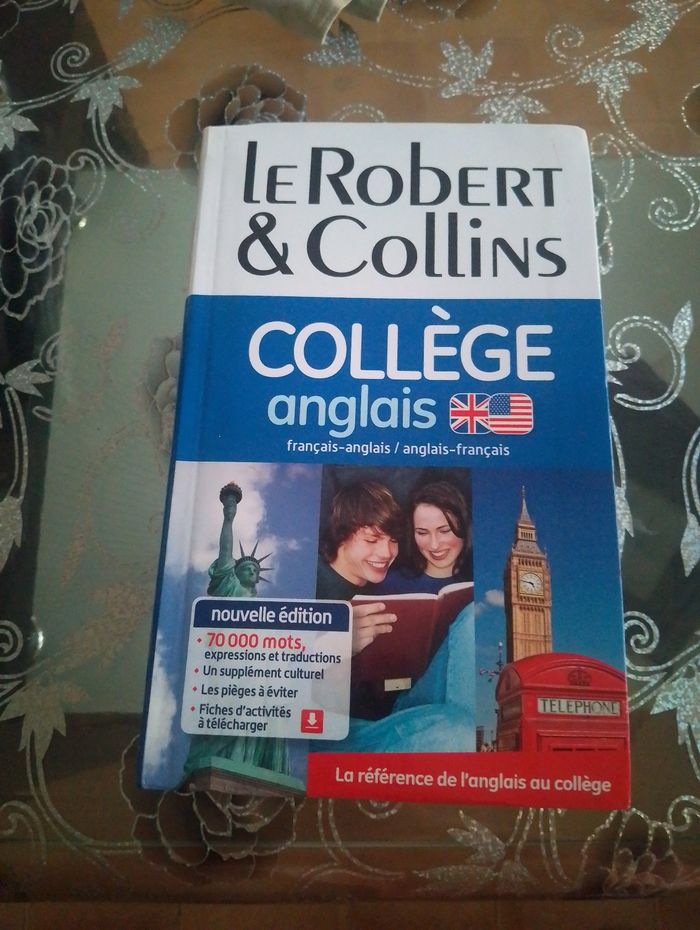 LE ROBERT
& Collins
COLLÈGE
anglais
français-anglais / anglais-français
nouvelle édition
• 70 000 mots,
expressions et traductions
• Un supplément culturel
• Les pièges à éviter
• Fiches d'activités
à télécharger
TELEPHONE
La référence de l'anglais au collège